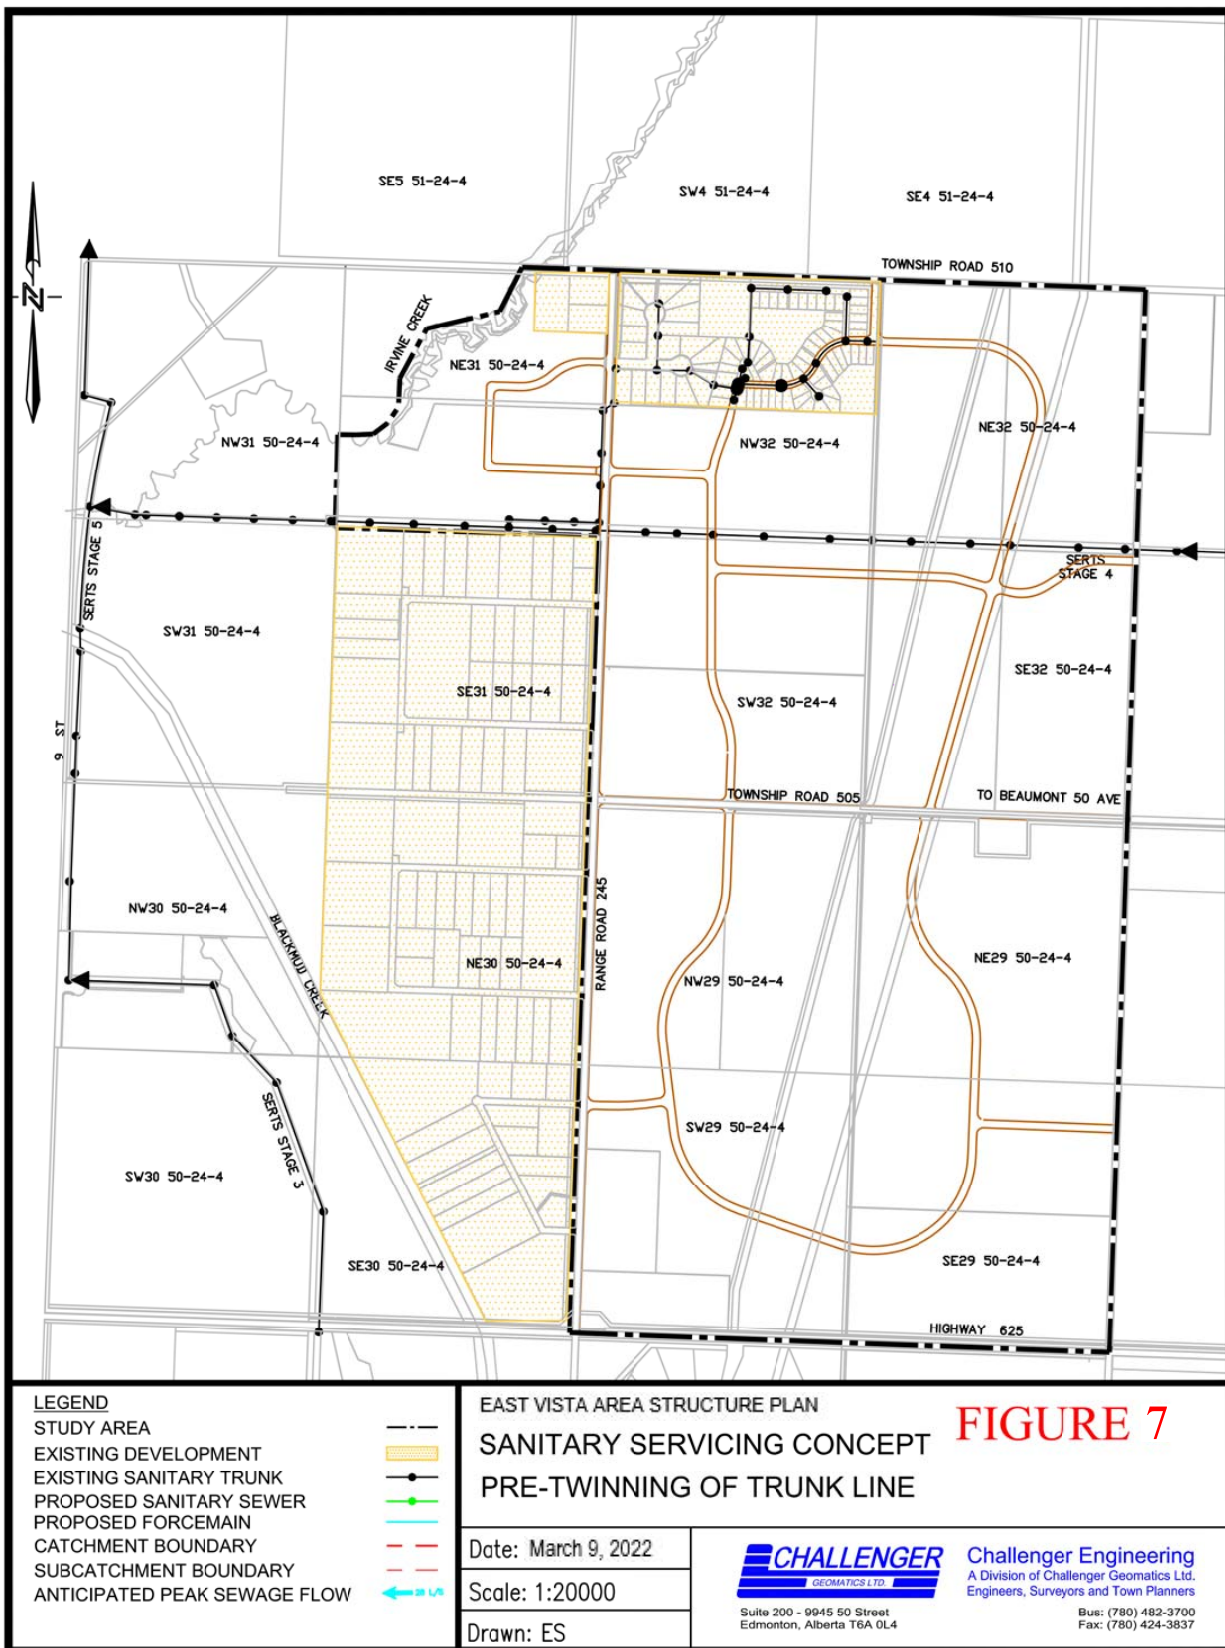 SE5 51-24-4
SW4 51-24-4
SE4 51-24-4
TOWNSHIP ROAD 510
N
IRVINE CREEK
NE31 50-24-4
NW31 50-24-4
NW32 50-24-4
NE32 50-24-4
SERTS STAGE 5
SERTS
STAGE 4
SW31 50-24-4
SE31 50-24-4
SE32 50-24-4
SW32 50-24-4
9 ST
TOWNSHIP ROAD 505
TO BEAUMONT 50 AVE
RANGE ROAD 245
NW30 50-24-4
BLACKMUD CREEK
NE30 50-24-4
NW29 50-24-4
NE29 50-24-4
SERTS STAGE 3
SW29 50-24-4
SW30 50-24-4
SE30 50-24-4
SE29 50-24-4
HIGHWAY 625
LEGEND
STUDY AREA
EXISTING DEVELOPMENT
EXISTING SANITARY TRUNK
PROPOSED SANITARY SEWER
PROPOSED FORCEMAIN
CATCHMENT BOUNDARY
SUBCATCHMENT BOUNDARY
ANTICIPATED PEAK SEWAGE FLOW
EAST VISTA AREA STRUCTURE PLAN
SANITARY SERVICING CONCEPT
PRE-TWINNING OF TRUNK LINE
FIGURE 7
Date: March 9, 2022
Scale: 1:20000
Drawn: ES
CHALLENGER
GEOMATICS LTD.
Suite 200 - 9945 50 Street
Edmonton, Alberta T6A 0L4
Challenger Engineering
A Division of Challenger Geomatics Ltd.
Engineers, Surveyors and Town Planners
Bus: (780) 482-3700
Fax: (780) 424-3837